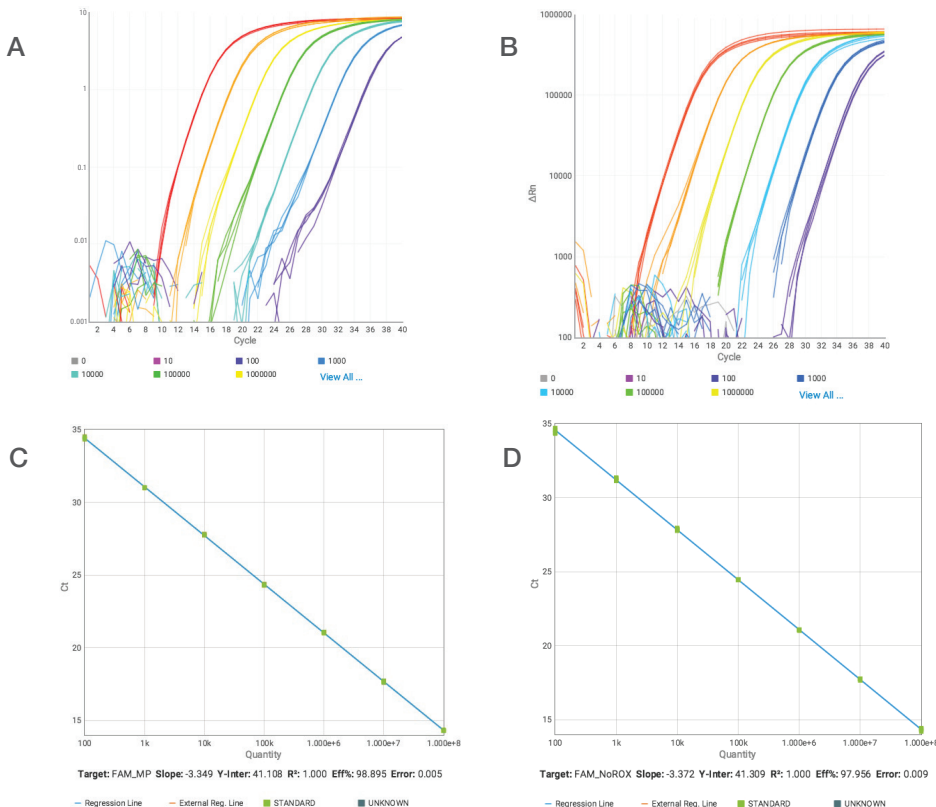 A
10
1
0.1
0.01
0.001
2 4 6 8 10 12 14 16 18 20 22 24 26 28 30 32 34 36 38 40
Cycle
0 10 100 1000
10000 100000 1000000 View All ...
B
1000000
100000
10000
1000
100
ΔRn
2 4 6 8 10 12 14 16 18 20 22 24 26 28 30 32 34 36 38 40
Cycle
0 10 100 1000
10000 100000 1000000 View All ...
C
35
30
25
20
15
Ct
100 1k 10k 100k 1.000e+6 1.000e+7 1.000e+8
Quantity
Target: FAM_MP Slope: -3.349 Y-Inter: 41.108 R²: 1.000 Eff%: 98.895 Error: 0.005
Regression Line External Reg. Line STANDARD UNKNOWN
D
35
30
25
20
15
Ct
100 1k 10k 100k 1.000e+6 1.000e+7 1.000e+8
Quantity
Target: FAM_NoROX Slope: -3.372 Y-Inter: 41.309 R²: 1.000 Eff%: 97.956 Error: 0.009
Regression Line External Reg. Line STANDARD UNKNOWN